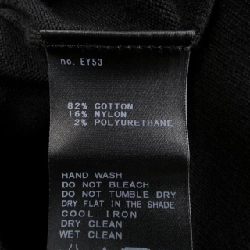 no. EY53
82% COTTON
16% NYLON
2% POLYURETHANE
HAND WASH
DO NOT BLEACH
DO NOT TUMBLE DRY
DRY FLAT IN THE SHADE
COOL IRON
DRY CLEAN
WET CLEAN